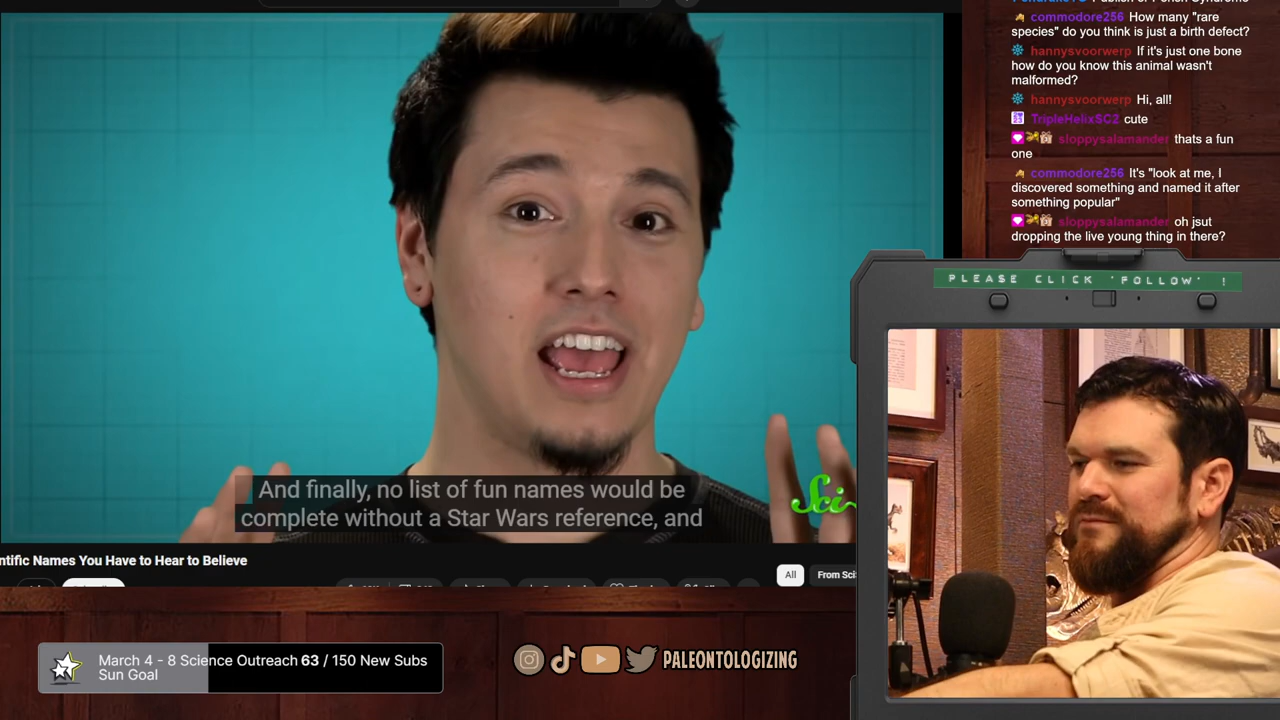 commodore256 How many "rare
species" do you think is just a birth defect?
hannysvoorwerp If it's just one bone
how do you know this animal wasn't
malformed?
hannysvoorwerp Hi, all!
TripleHelixSC2 cute
sloppysalamander thats a fun
one
commodore256 It's "look at me, I
discovered something and named it after
something popular"
sloppysalamander oh jsut
dropping the live young thing in there?
PLEASE CLICK 'FOLLOW' !
And finally, no list of fun names would be
complete without a Star Wars reference, and
Sci
ntific Names You Have to Hear to Believe
All From Sci
March 4 - 8 Science Outreach 63 / 150 New Subs
Sun Goal
PALEONTOLOGIZING